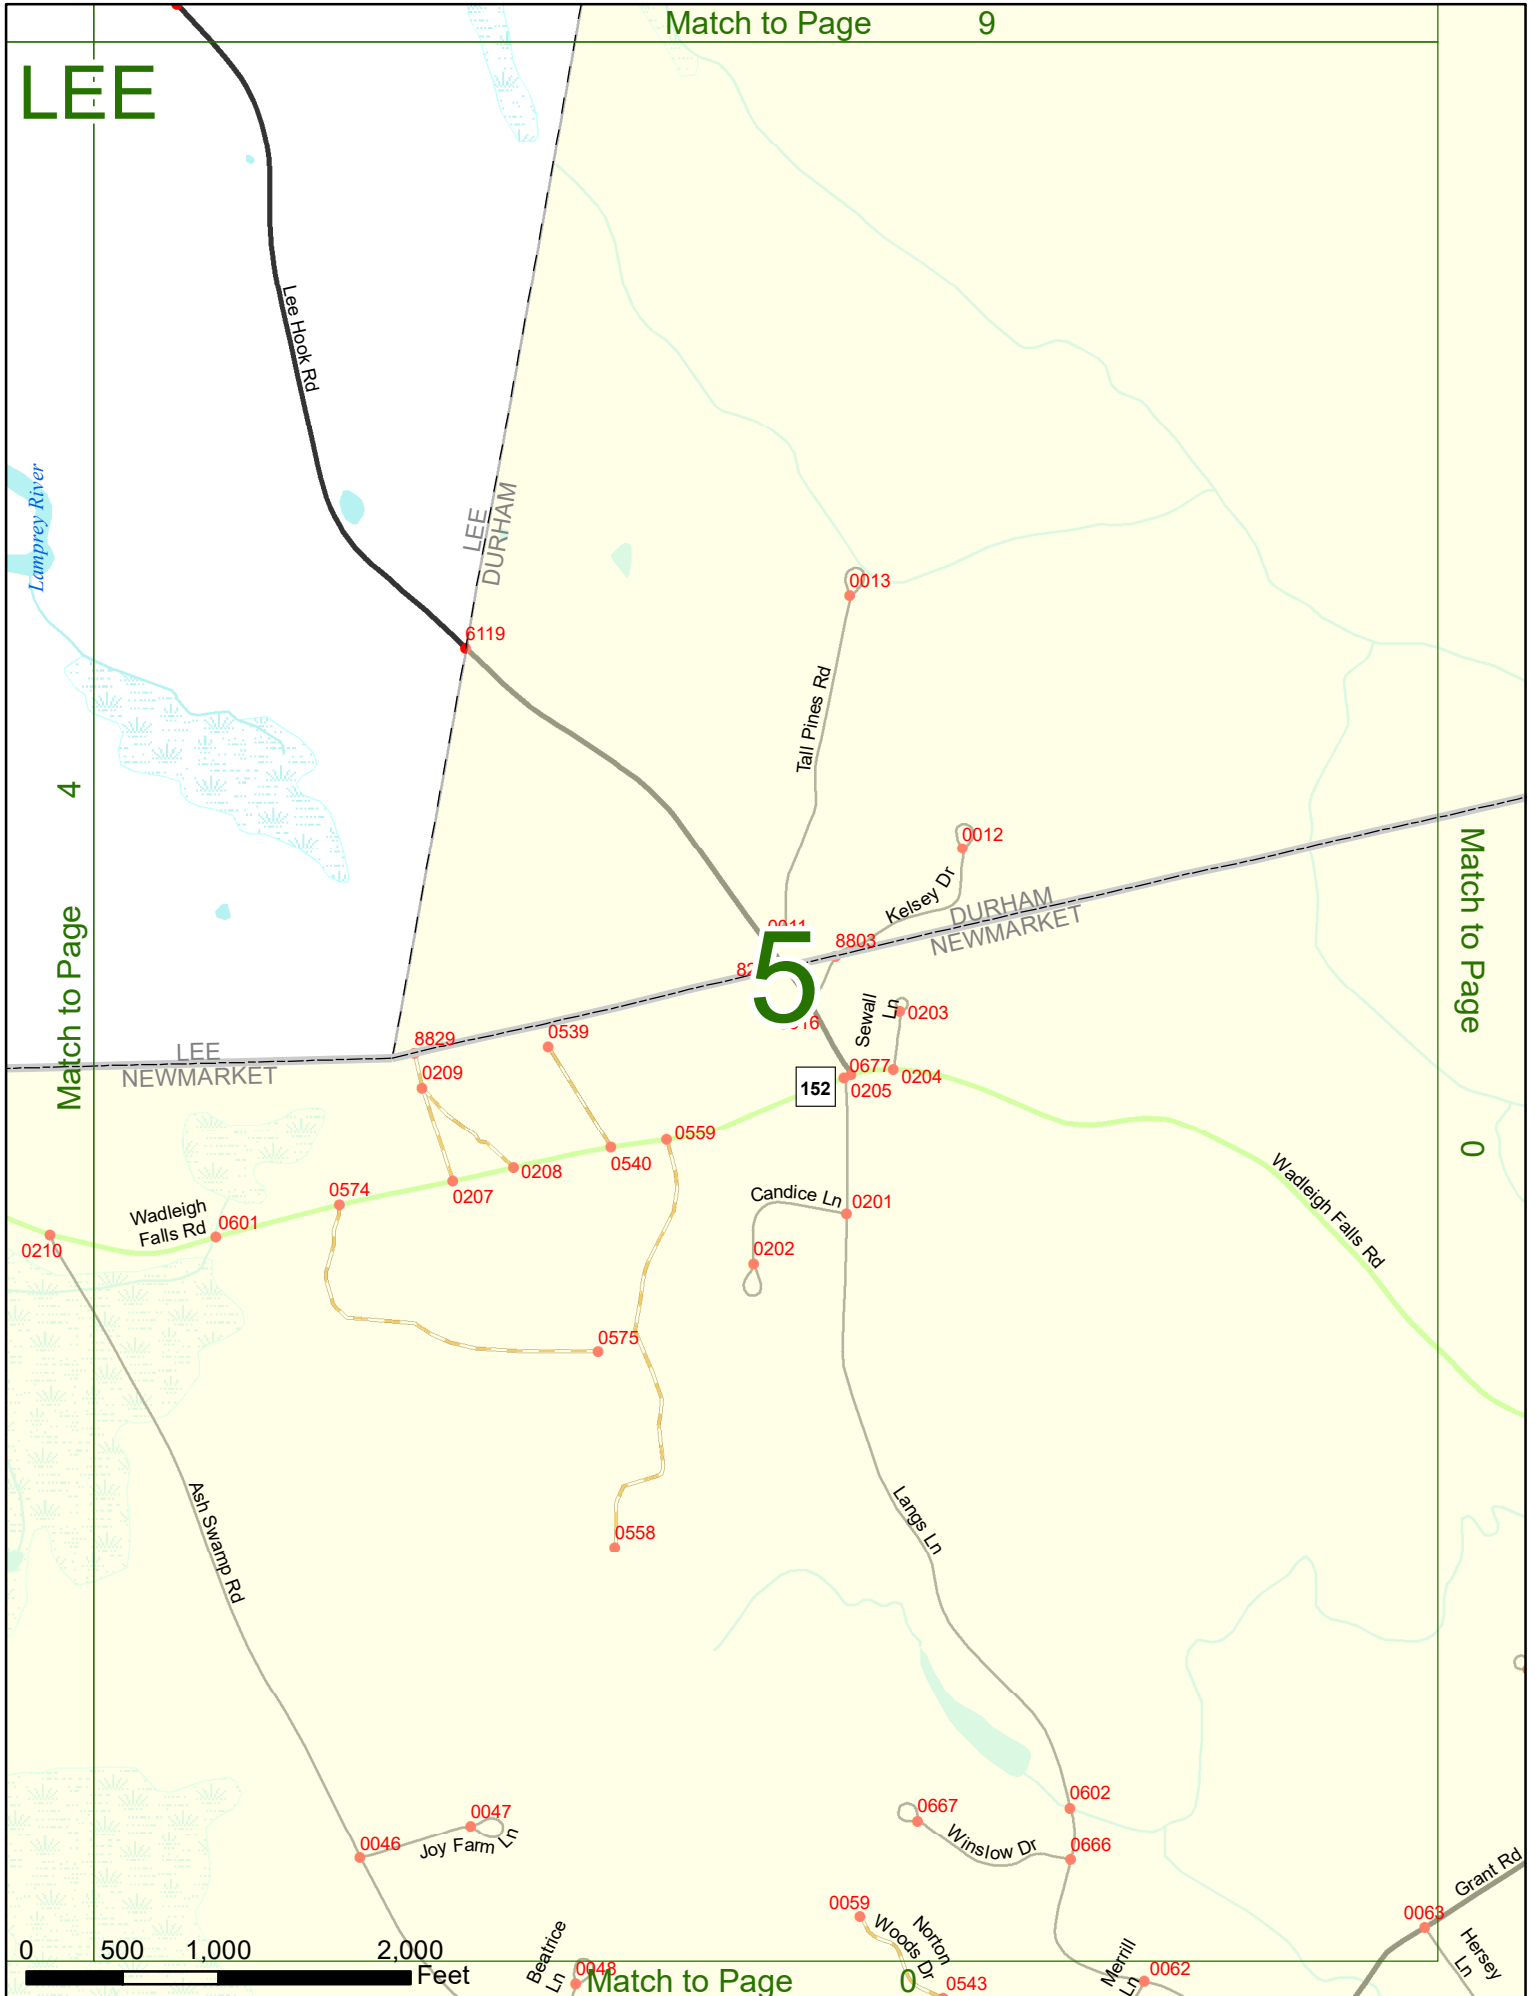 Match to Page 9
LEE
Lee Hook Rd
Lamprey River
LEE
DURHAM
0013
6119
Tall Pines Rd
4
Match to Page
0012
Kelsey Dr
DURHAM
NEWMARKET
Match to Page
0
8803
5
Sewall
Ln
0203
0539
8829
LEE
NEWMARKET
0209
0677
0204
152
0205
0559
0540
0208
0207
0574
Wadleigh
Falls Rd
0601
0210
Candice Ln
0201
0202
Wadleigh Falls Rd
0575
0558
Ash Swamp Rd
Langs Ln
0602
0667
Winslow Dr
0666
0047
0046
Joy Farm Ln
Grant Rd
0059
Norton
Woods Dr
0063
Hersey
Ln
Merrill
Ln
0062
Beatrice
Ln
0048
0543
0 500 1,000 2,000
Feet
Match to Page 0